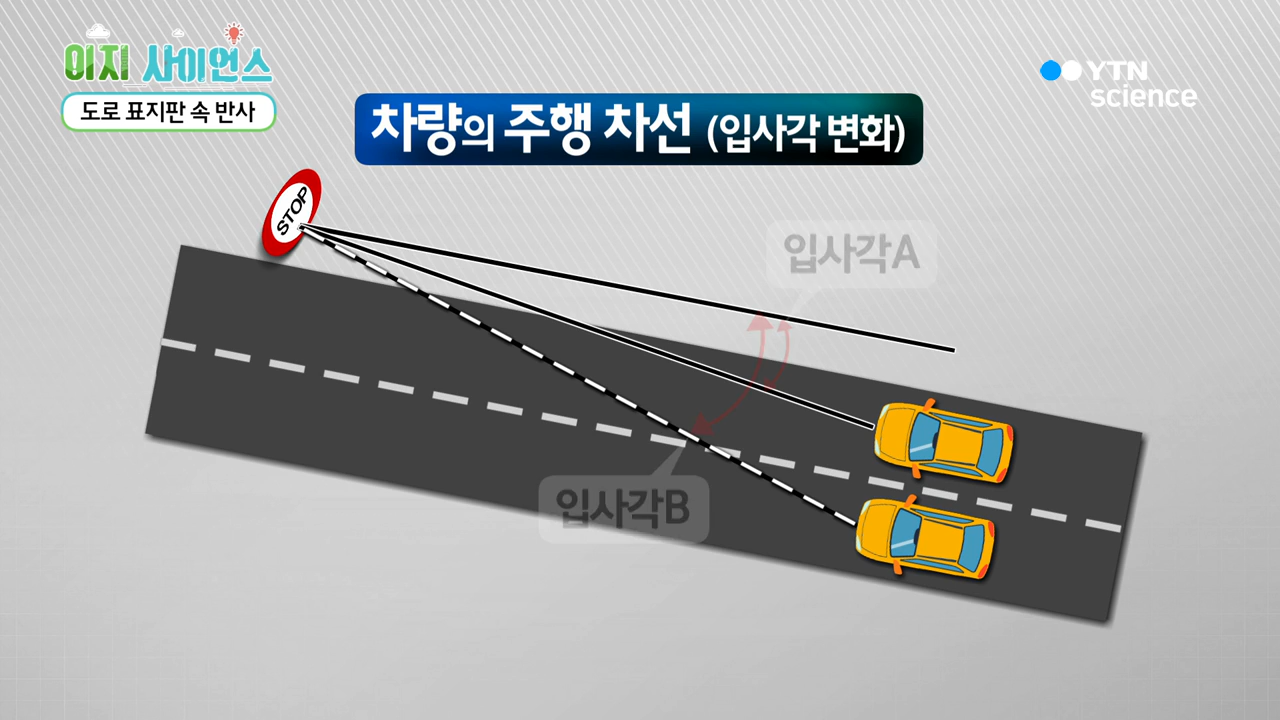 이지 사이언스
도로 표지판 속 반사
YTN
science
차량의 주행 차선 (입사각 변화)
STOP
입사각A
입사각B